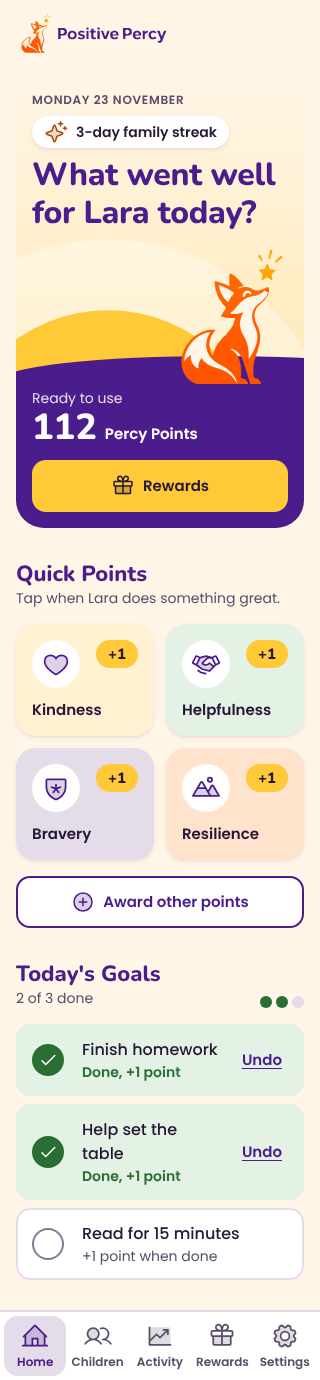 Positive Percy
MONDAY 23 NOVEMBER
3-day family streak
What went well
for Lara today?
Ready to use
112 Percy Points
Rewards
Quick Points
Tap when Lara does something great.
+1
Kindness
+1
Helpfulness
+1
Bravery
+1
Resilience
Award other points
Today's Goals
2 of 3 done
Finish homework
Done, +1 point
Undo
Help set the
table
Done, +1 point
Undo
Read for 15 minutes
+1 point when done
Home
Children
Activity
Rewards
Settings